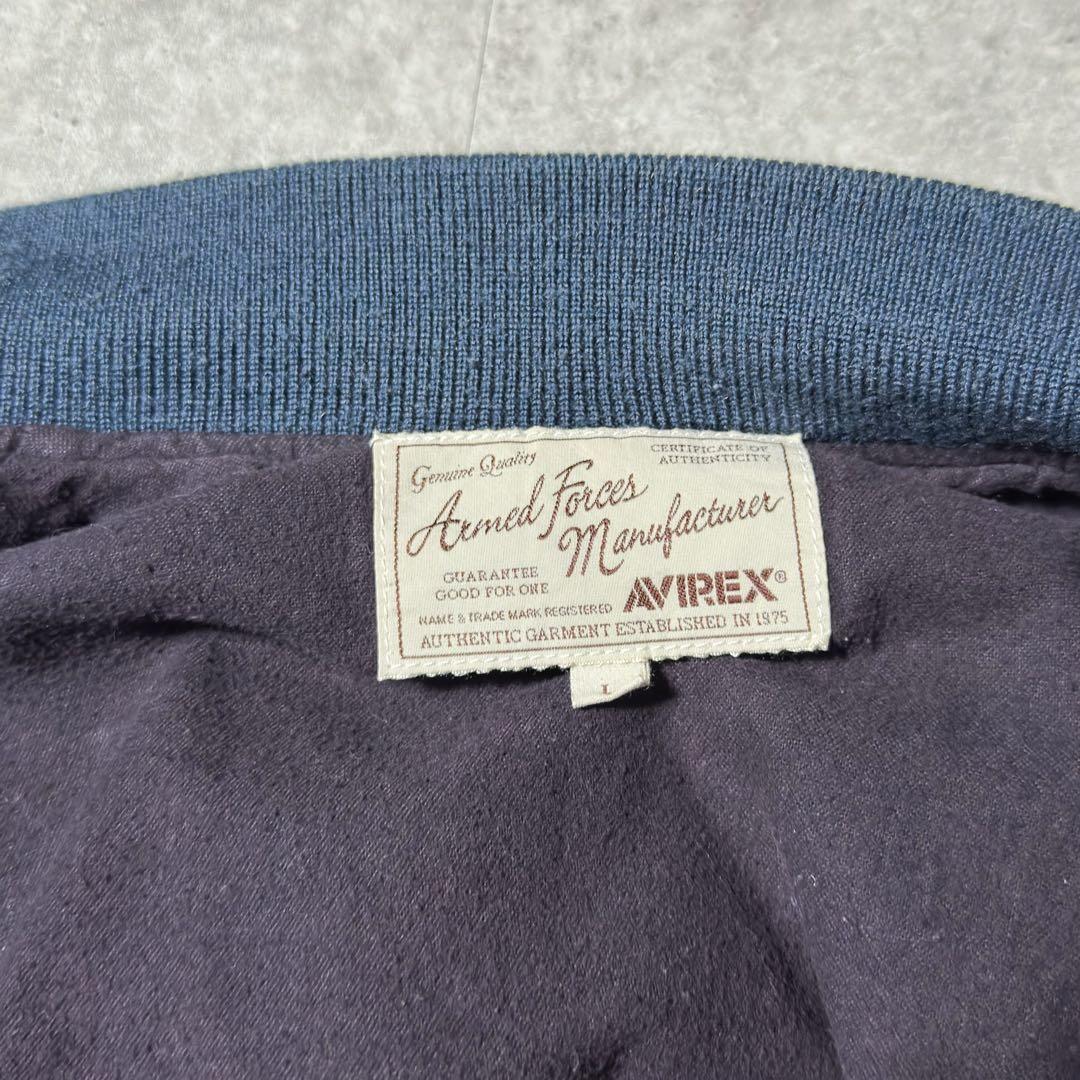 Genuine Quality
CERTIFICATE OF
AUTHENTICITY
Armed Forces
Manufacturer
GUARANTEE
GOOD FOR ONE
NAME & TRADE MARK REGISTERED
AVIREX®
AUTHENTIC GARMENT ESTABLISHED IN 1975
L